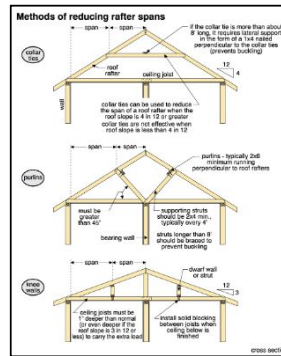 Methods of reducing rafter spans
span
span
if the collar tie is more than about
8' long, it requires lateral support
in the form of a 1x4 nailed
perpendicular to the collar ties
(prevents buckling)
collar
ties
12
4
roof
rafter
ceiling joist
wall
collar ties can be used to reduce
the span of a roof rafter when the
roof slope is 4 in 12 or greater
collar ties are not effective when
roof slope is less than 4 in 12
span
span
purlins
purlins - typically 2x6
minimum running
perpendicular to roof rafters
must be
greater
than 45°
supporting struts
should be 2x4 min.,
typically every 4'
bearing wall
struts longer than
8' should be braced to
prevent buckling
span
span
dwarf wall
or strut
12
3
knee
walls
ceiling joists must be
1" deeper than normal
(or even deeper if the
roof slope is 3 in 12 or
less) to carry the extra load
install solid blocking
between joists when
ceiling below is
finished
cross secti